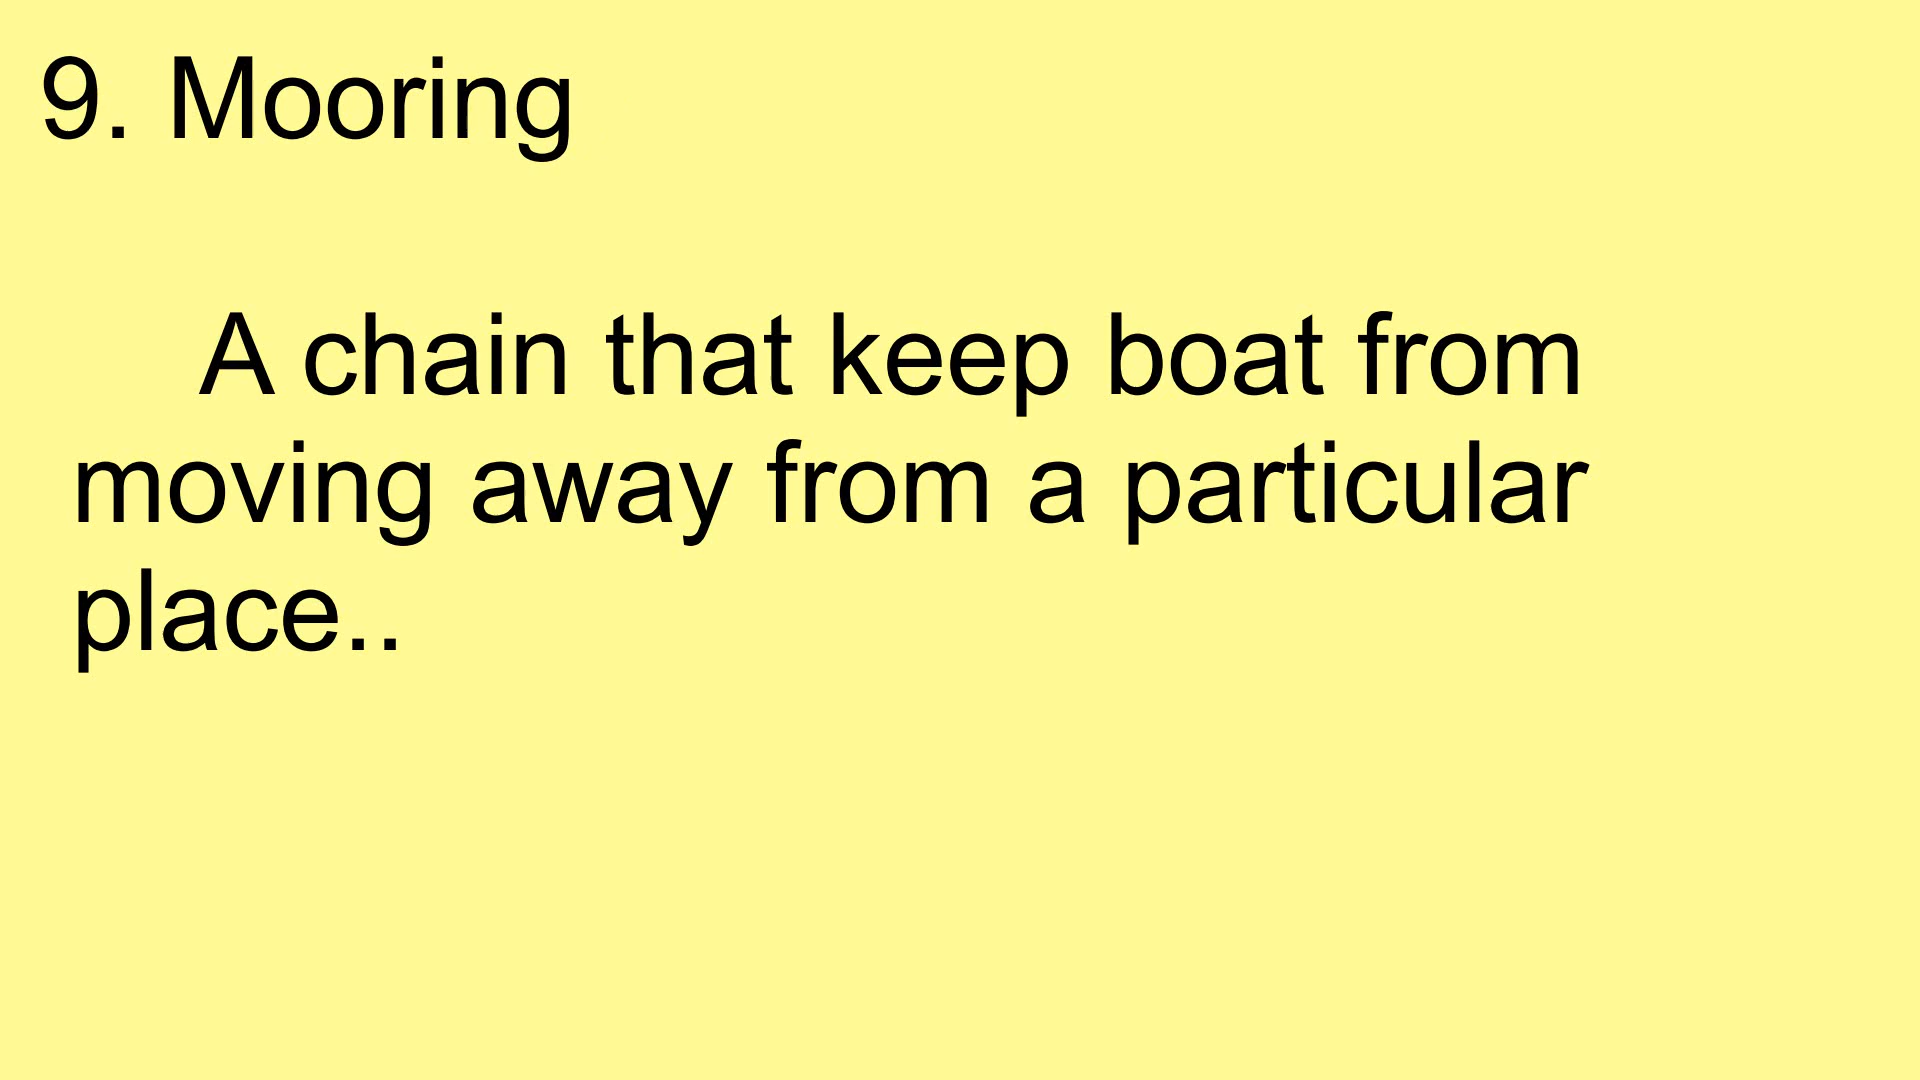 9. Mooring
A chain that keep boat from
moving away from a particular
place..